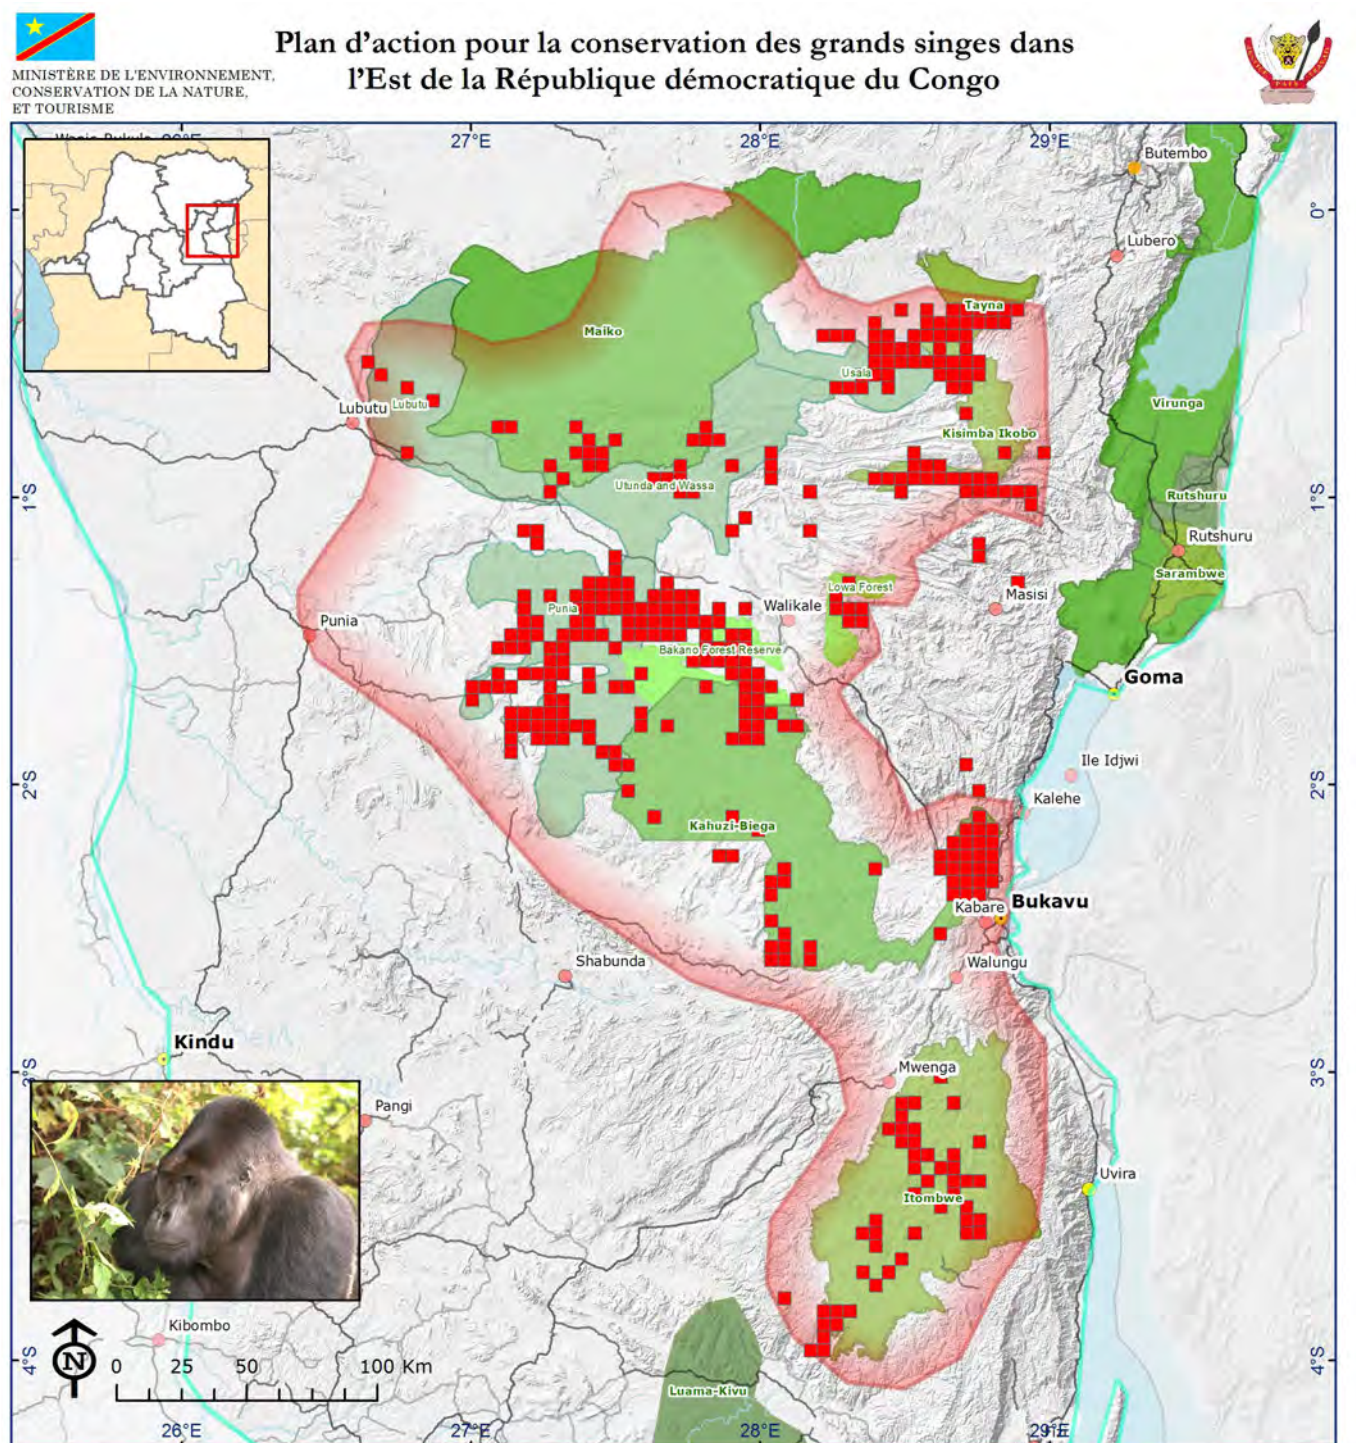 Plan d'action pour la conservation des grands singes dans
l'Est de la République démocratique du Congo
MINISTÈRE DE L'ENVIRONNEMENT,
CONSERVATION DE LA NATURE,
ET TOURISME
27°E
28°E
29°E
Butembo
0°
Lubero
Tayna
Maiko
Usala
Virunga
Lubutu
Lubutu
Kisimba Ikobo
Utunda and Wassa
1°S
Rutshuru
1°S
Rutshuru
Sarambwe
Lowa Forest
Masisi
Punia
Walikale
Punia
Bakano Forest Reserve
Goma
Ile Idjwi
2°S
Kalehe
2°S
Kahuzi-Biega
Kabare
Bukavu
Shabunda
Walungu
Kindu
3°S
Mwenga
3°S
Pangi
Uvira
Itombwe
Kibombo
N
0 25 50 100 Km
4°S
4°S
Luama-Kivu
26°E
27°E
28°E